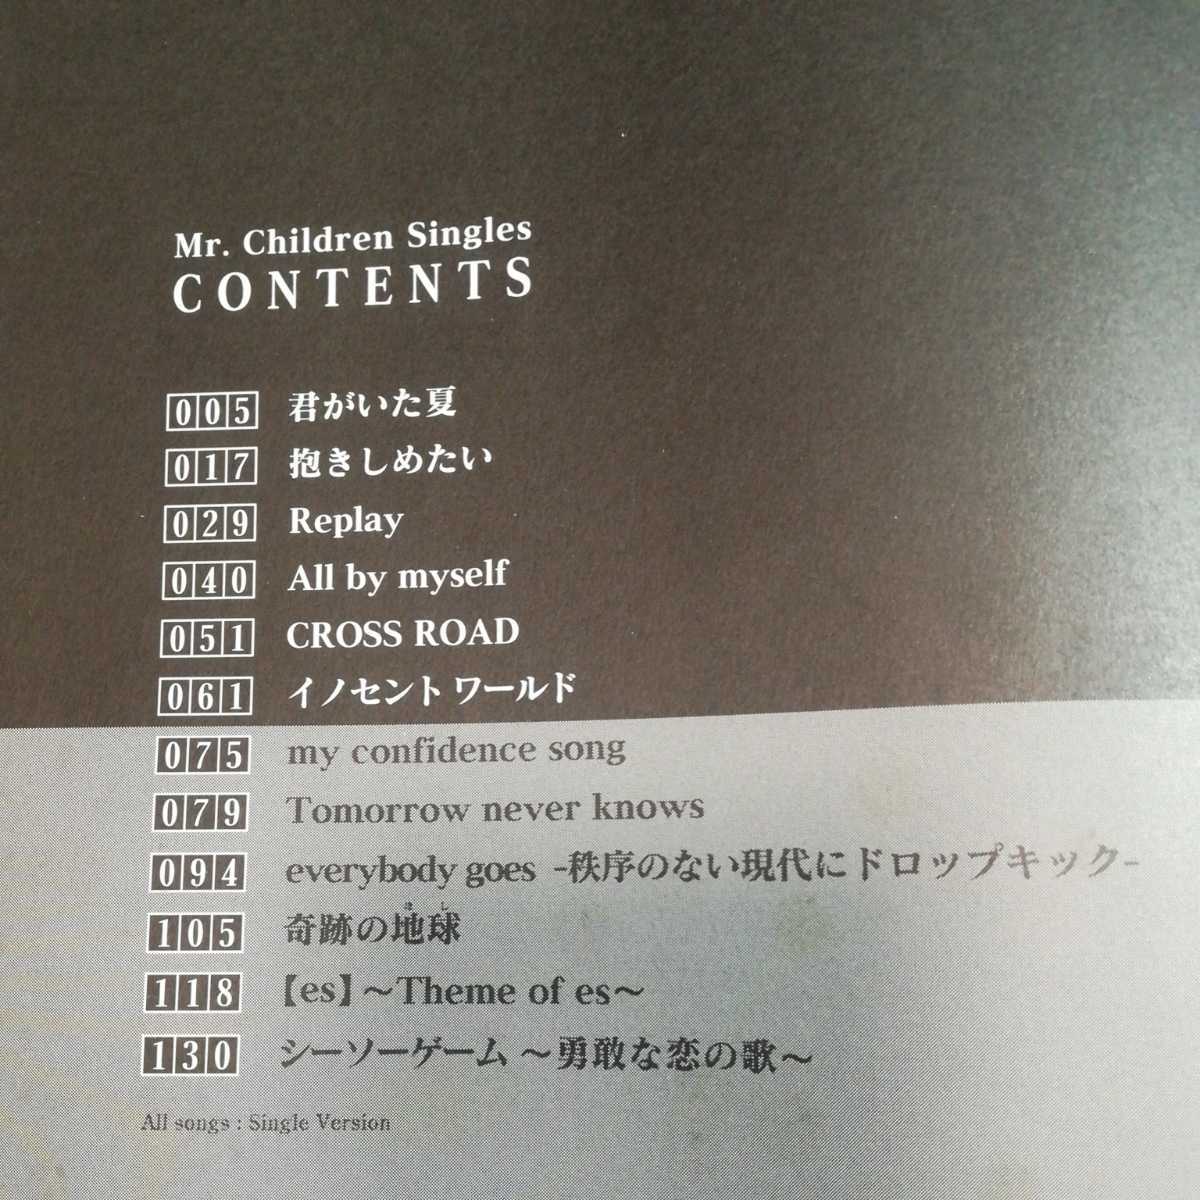 Mr. Children Singles
CONTENTS
005 君がいた夏
017 抱きしめたい
029 Replay
040 All by myself
051 CROSS ROAD
061 イノセント ワールド
075 my confidence song
079 Tomorrow never knows
094 everybody goes -秩序のない現代にドロップキック-
ほし
105 奇跡の地球
118 【es】～Theme of es～
130 シーソーゲーム ～勇敢な恋の歌～
All songs : Single Version